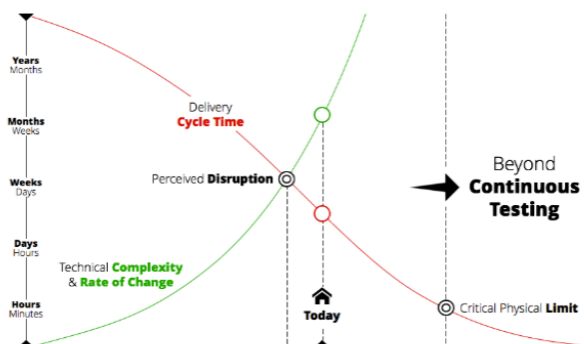 Years
Months
Months
Weeks
Weeks
Days
Days
Hours
Hours
Minutes
Delivery
Cycle Time
Perceived Disruption
Technical Complexity
& Rate of Change
Today
Beyond
Continuous
Testing
Critical Physical Limit